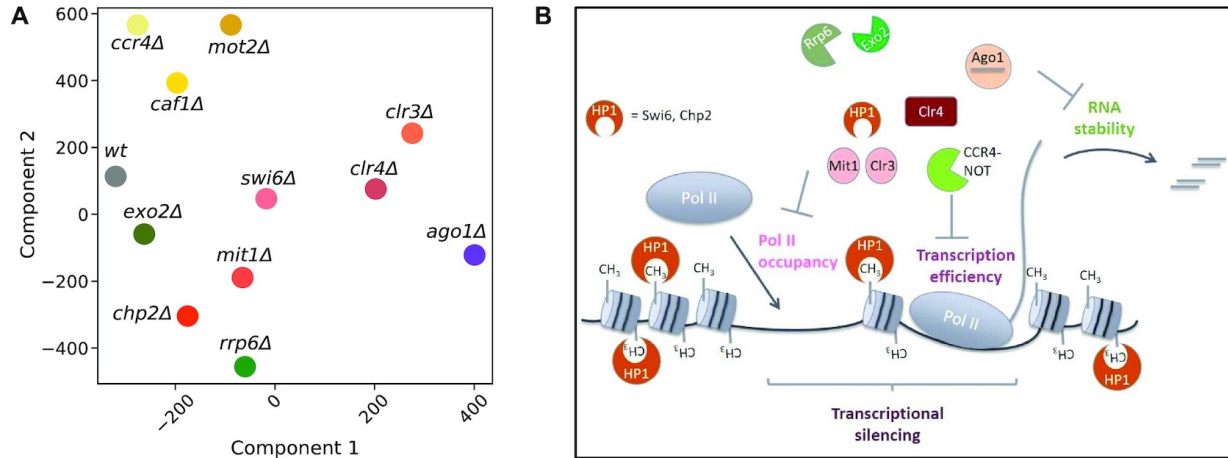 A
600
400
200
0
−200
−400
Component 2
−200
0
200
400
Component 1
ccr4Δ
mot2Δ
caf1Δ
clr3Δ
wt
clr4Δ
swi6Δ
exo2Δ
ago1Δ
mit1Δ
chp2Δ
rrp6Δ
B
Rrp6
Exo2
Ago1
HP1
= Swi6, Chp2
HP1
Clr4
RNA
stability
Mit1
Clr3
CCR4-
NOT
Pol II
Pol II
occupancy
HP1
HP1
Transcription
efficiency
CH3
CH3
CH3
CH3
CH3
CH3
Pol II
CH3
CH3
CH3
CH3
CH3
CH3
HP1
HP1
Transcriptional
silencing